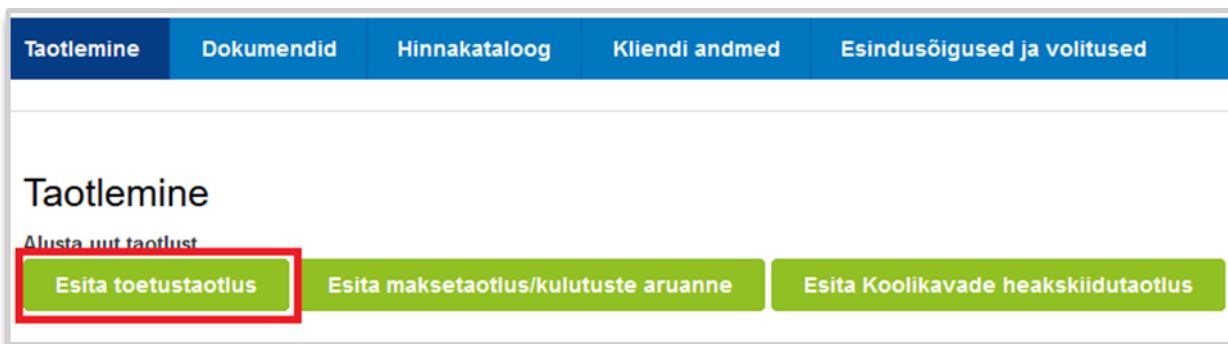 Taotlemine Dokumendid Hinnakataloog Kliendi andmed Esindusõigused ja volitused
Taotlemine
Alusta uut taotlust
Esita toetustaotlus Esita maksetaotlus/kulutuste aruanne Esita Koolikavade heakskiidutaotlus